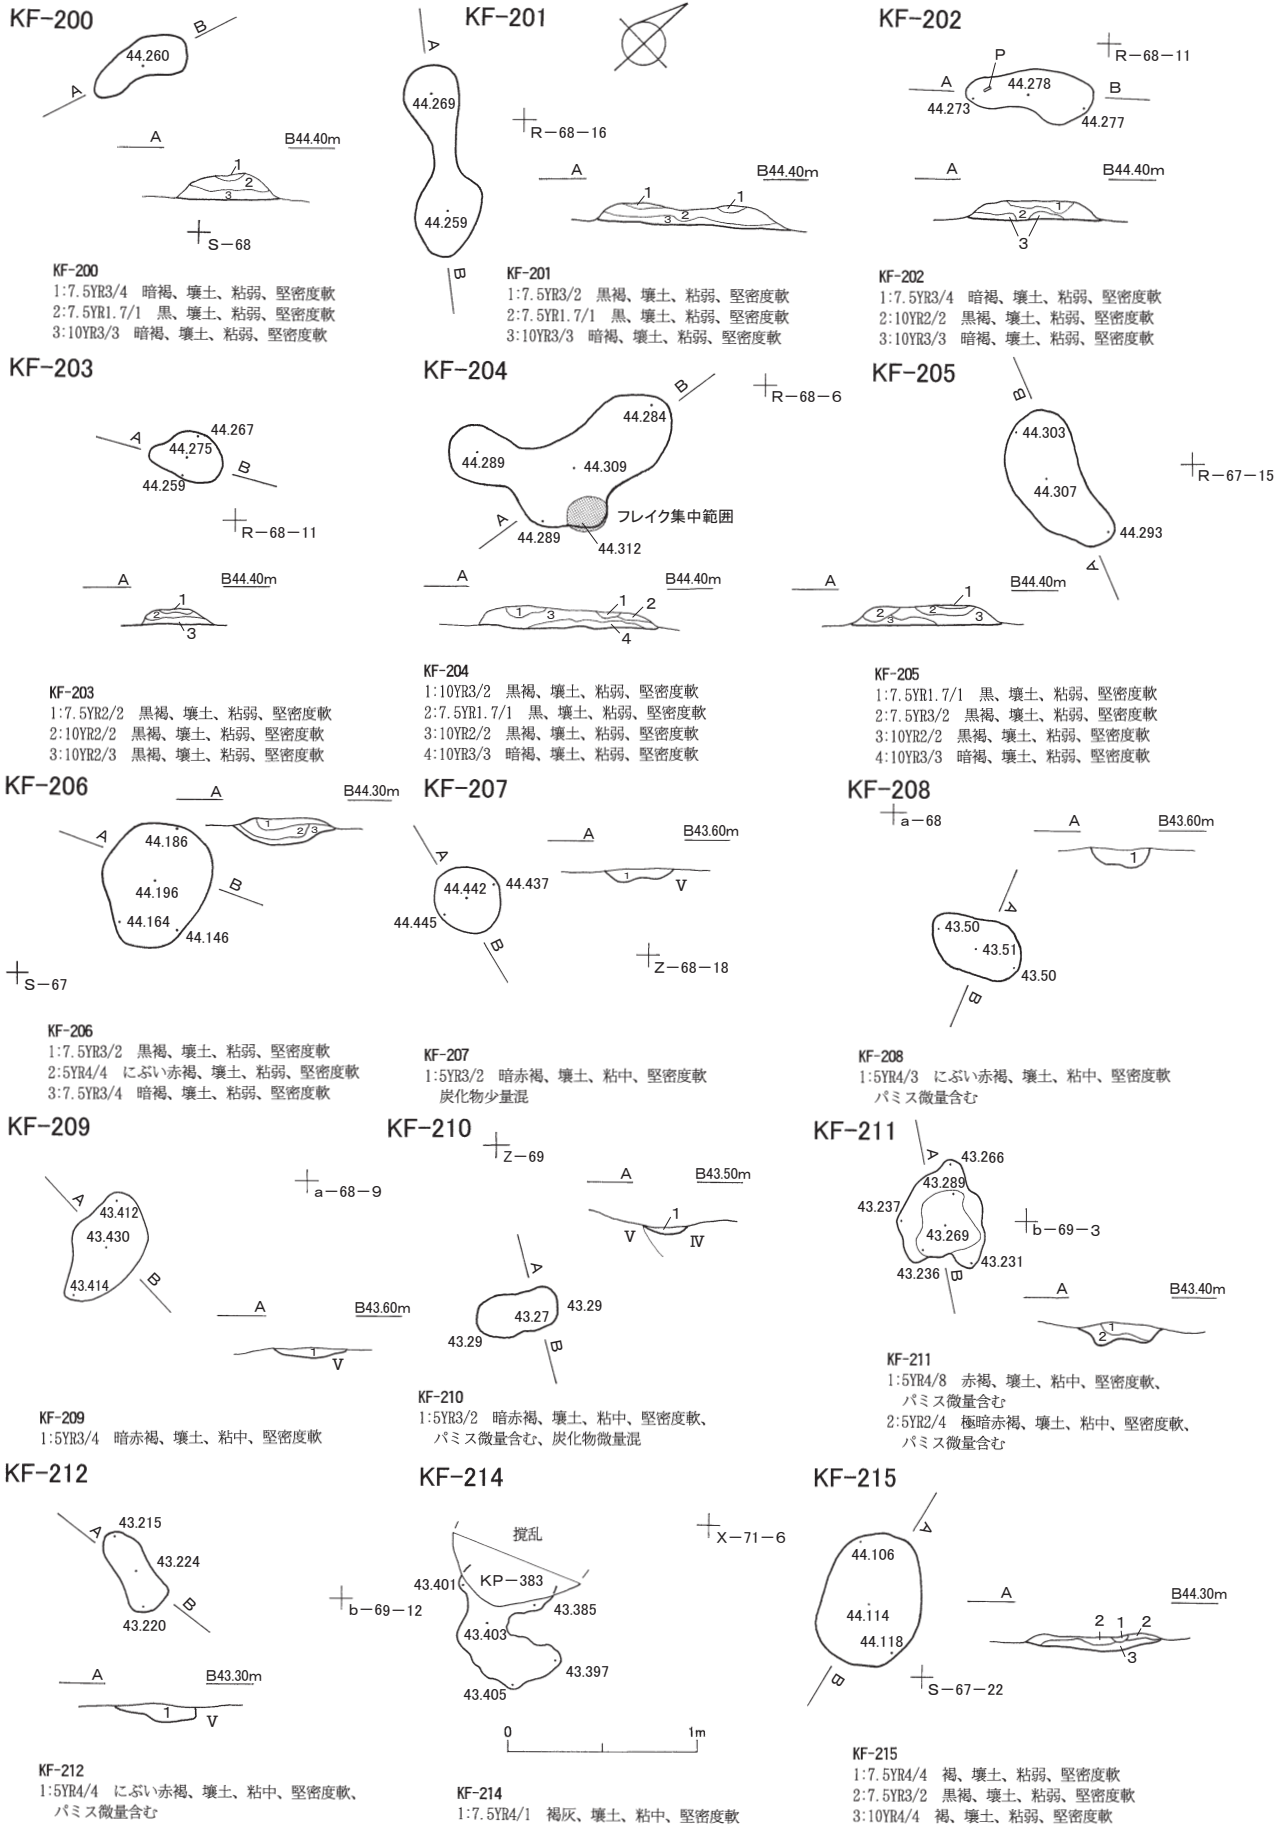 KF-200
B
44.260
A
A
B44.40m
1
2
3
S-68
KF-200
1:7.5YR3/4 暗褐、壌土、粘弱、堅密度軟
2:7.5YR1.7/1 黒、壌土、粘弱、堅密度軟
3:10YR3/3 暗褐、壌土、粘弱、堅密度軟
KF-201
A
44.269
R-68-16
44.259
B
A
B44.40m
1
1
2
3
KF-201
1:7.5YR3/2 黒褐、壌土、粘弱、堅密度軟
2:7.5YR1.7/1 黒、壌土、粘弱、堅密度軟
3:10YR3/3 暗褐、壌土、粘弱、堅密度軟
KF-202
R-68-11
P
A
44.278
B
44.273
44.277
A
B44.40m
1
2
3
KF-202
1:7.5YR3/4 暗褐、壌土、粘弱、堅密度軟
2:10YR2/2 黒褐、壌土、粘弱、堅密度軟
3:10YR3/3 暗褐、壌土、粘弱、堅密度軟
KF-203
A
44.267
44.275
B
44.259
R-68-11
A
B44.40m
1
2
3
KF-203
1:7.5YR2/2 黒褐、壌土、粘弱、堅密度軟
2:10YR2/2 黒褐、壌土、粘弱、堅密度軟
3:10YR2/3 黒褐、壌土、粘弱、堅密度軟
KF-204
B
R-68-6
44.284
44.289
44.309
フレイク集中範囲
A
44.289
44.312
A
B44.40m
1
3
1
2
4
KF-204
1:10YR3/2 黒褐、壌土、粘弱、堅密度軟
2:7.5YR1.7/1 黒、壌土、粘弱、堅密度軟
3:10YR2/2 黒褐、壌土、粘弱、堅密度軟
4:10YR3/3 暗褐、壌土、粘弱、堅密度軟
KF-205
B
44.303
R-67-15
44.307
44.293
A
A
B44.40m
1
2
2
3
3
KF-205
1:7.5YR1.7/1 黒、壌土、粘弱、堅密度軟
2:7.5YR3/2 黒褐、壌土、粘弱、堅密度軟
3:10YR2/2 黒褐、壌土、粘弱、堅密度軟
4:10YR3/3 暗褐、壌土、粘弱、堅密度軟
KF-206
A
B44.30m
1
2
3
A
44.186
44.196
B
44.164
44.146
S-67
KF-206
1:7.5YR3/2 黒褐、壌土、粘弱、堅密度軟
2:5YR4/4 にぶい赤褐、壌土、粘弱、堅密度軟
3:7.5YR3/4 暗褐、壌土、粘弱、堅密度軟
KF-207
A
B43.60m
1
V
A
44.442
44.437
44.445
B
Z-68-18
KF-207
1:5YR3/2 暗赤褐、壌土、粘中、堅密度軟
炭化物少量混
KF-208
a-68
A
B43.60m
1
A
43.50
43.51
43.50
B
KF-208
1:5YR4/3 にぶい赤褐、壌土、粘中、堅密度軟
パミス微量含む
KF-209
A
a-68-9
43.412
43.430
B
43.414
A
B43.60m
1
V
KF-209
1:5YR3/4 暗赤褐、壌土、粘中、堅密度軟
KF-210
Z-69
A
B43.50m
1
V
IV
A
43.29
43.27
43.29
B
KF-210
1:5YR3/2 暗赤褐、壌土、粘中、堅密度軟、
パミス微量含む、炭化物微量混
KF-211
A
43.266
43.289
43.237
43.269
b-69-3
43.236
43.231
B
A
B43.40m
1
2
KF-211
1:5YR4/8 赤褐、壌土、粘中、堅密度軟、
パミス微量含む
2:5YR2/4 極暗赤褐、壌土、粘中、堅密度軟、
パミス微量含む
KF-212
A
43.215
43.224
B
43.220
b-69-12
A
B43.30m
1
V
KF-212
1:5YR4/4 にぶい赤褐、壌土、粘中、堅密度軟、
パミス微量含む
KF-214
撹乱
X-71-6
KP-383
43.401
43.385
43.403
43.397
43.405
0
1m
KF-214
1:7.5YR4/1 褐灰、壌土、粘中、堅密度軟
KF-215
A
44.106
44.114
44.118
B
S-67-22
A
B44.30m
2
1
2
3
KF-215
1:7.5YR4/4 褐、壌土、粘弱、堅密度軟
2:7.5YR3/2 黒褐、壌土、粘弱、堅密度軟
3:10YR4/4 褐、壌土、粘弱、堅密度軟